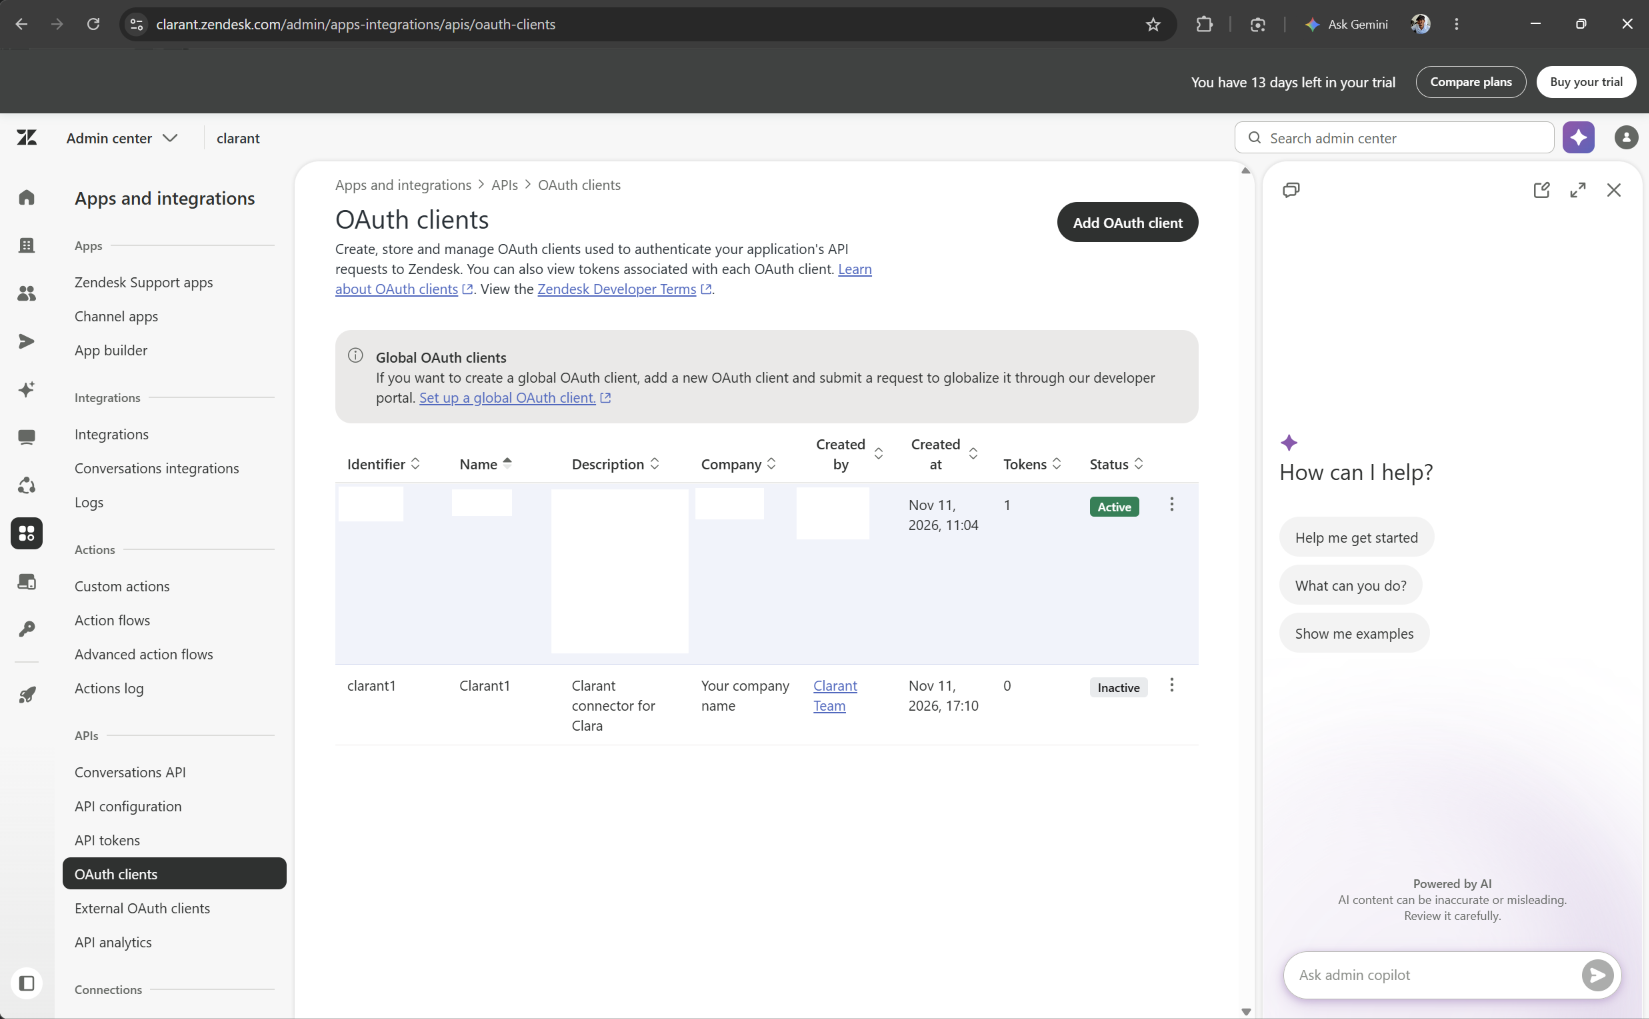 clarant.zendesk.com/admin/apps-integrations/apis/oauth-clients
Ask Gemini
You have 13 days left in your trial
Compare plans
Buy your trial
Admin center
clarant
Search admin center
Apps and integrations
Apps
Zendesk Support apps
Channel apps
App builder
Integrations
Integrations
Conversations integrations
Logs
Actions
Custom actions
Action flows
Advanced action flows
Actions log
APIs
Conversations API
API configuration
API tokens
OAuth clients
External OAuth clients
API analytics
Connections
Apps and integrations > APIs > OAuth clients
OAuth clients
Add OAuth client
Create, store and manage OAuth clients used to authenticate your application's API
requests to Zendesk. You can also view tokens associated with each OAuth client. Learn
about OAuth clients. View the Zendesk Developer Terms.
Global OAuth clients
If you want to create a global OAuth client, add a new OAuth client and submit a request to globalize it through our developer
portal. Set up a global OAuth client.
Identifier Name Description Company Created by Created at Tokens Status
Nov 11, 1 Active
2026, 11:04
clarant1 Clarant1 Clarant Your company Clarant Nov 11, 0 Inactive
connector for name Team 2026, 17:10
Clara
How can I help?
Help me get started
What can you do?
Show me examples
Powered by AI
AI content can be inaccurate or misleading.
Review it carefully.
Ask admin copilot